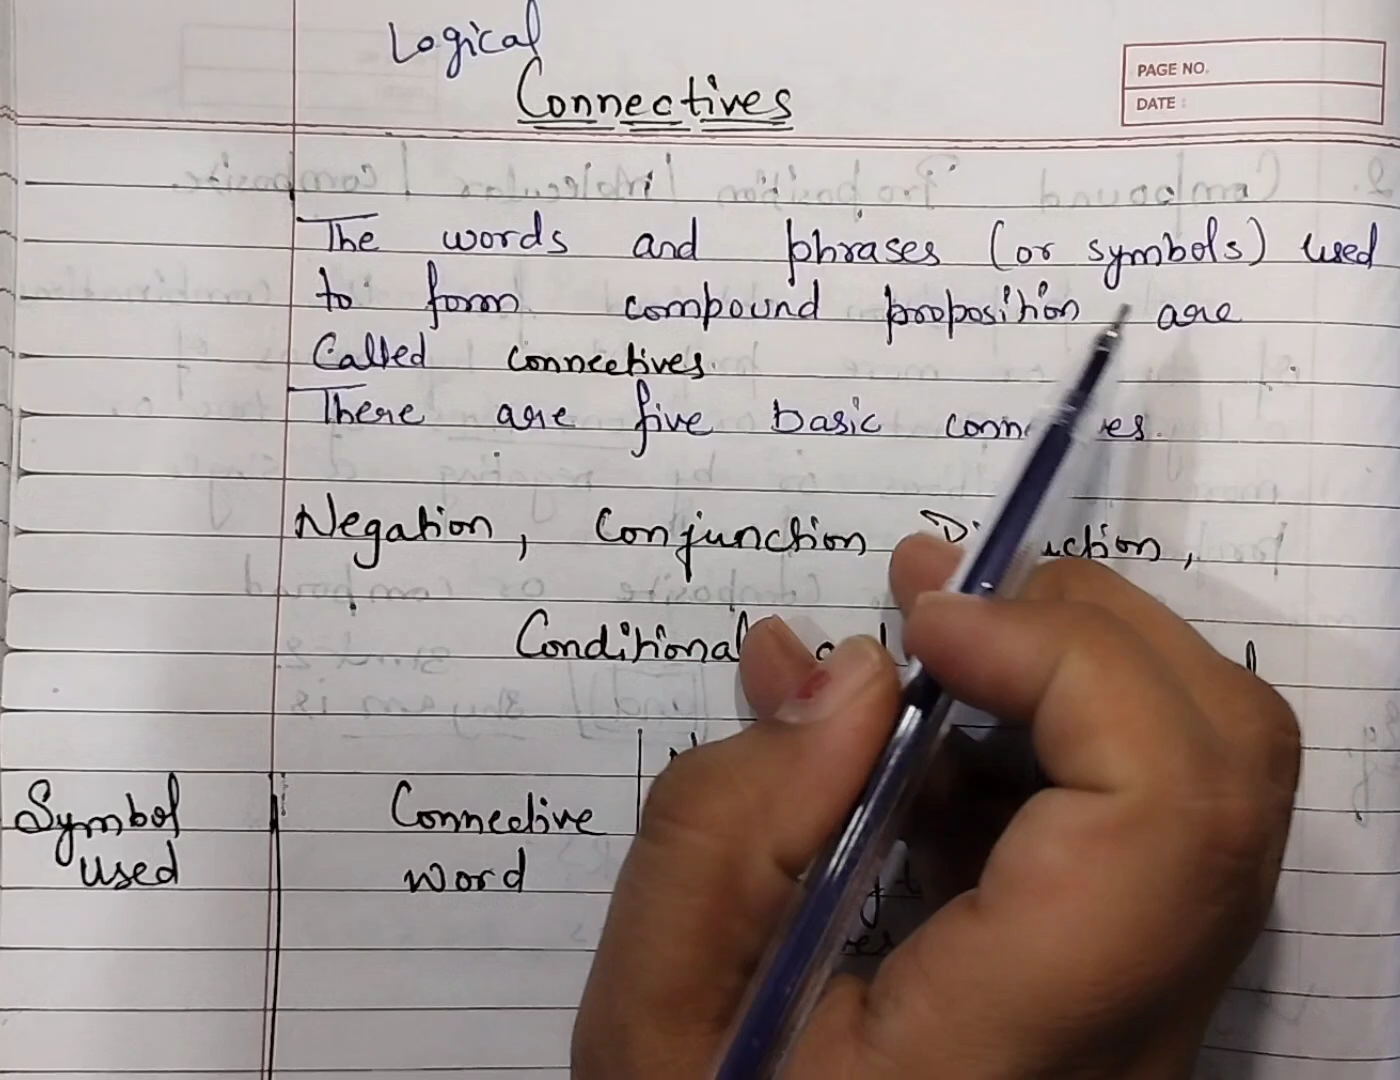 Logical
Connectives
PAGE NO.
DATE :
The words and phrases (or symbols) used
to form compound proposition are
Called connectives.
There are five basic
Negation, Conjunction
Conditional
Symbol used
Connective word